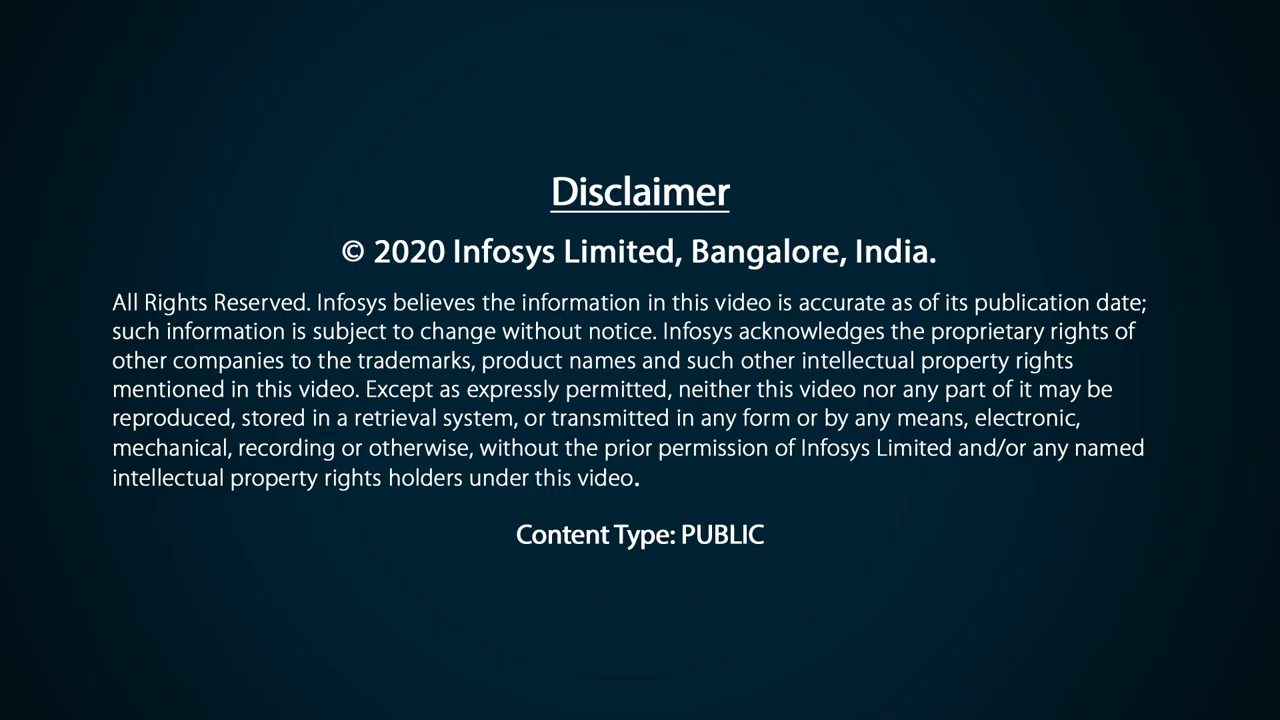 Disclaimer
© 2020 Infosys Limited, Bangalore, India.
All Rights Reserved. Infosys believes the information in this video is accurate as of its publication date;
such information is subject to change without notice. Infosys acknowledges the proprietary rights of
other companies to the trademarks, product names and such other intellectual property rights
mentioned in this video. Except as expressly permitted, neither this video nor any part of it may be
reproduced, stored in a retrieval system, or transmitted in any form or by any means, electronic,
mechanical, recording or otherwise, without the prior permission of Infosys Limited and/or any named
intellectual property rights holders under this video.
Content Type: PUBLIC